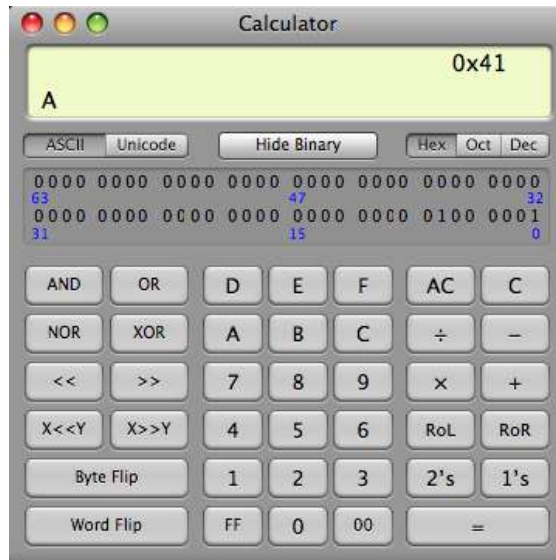 Calculator
0x41
A
ASCII Unicode Hide Binary Hex Oct Dec
0000 0000 0000 0000 0000 0000 0000 0000
63 47 32
0000 0000 0000 0000 0000 0000 0100 0001
31 15 0
AND OR D E F AC C
NOR XOR A B C ÷ −
<< >> 7 8 9 × +
X<<Y X>>Y 4 5 6 RoL RoR
Byte Flip 1 2 3 2's 1's
Word Flip FF 0 00 =